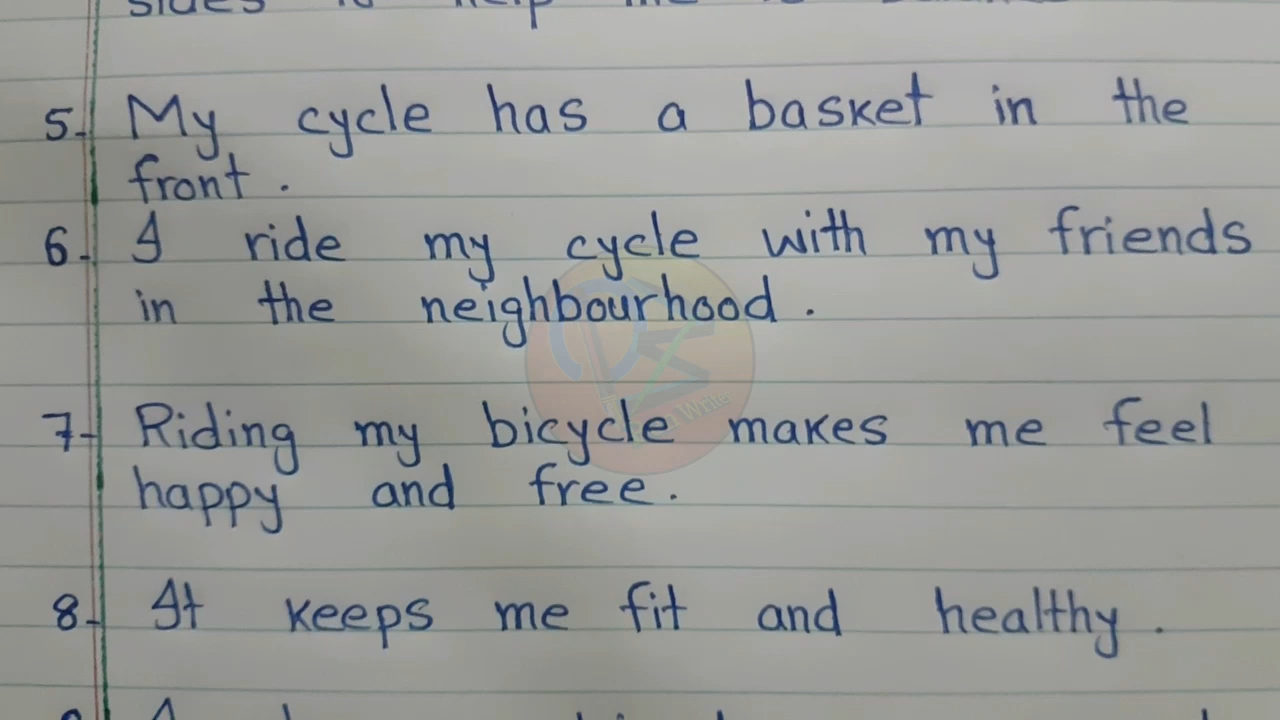 5. My cycle has a basket in the
front.
6. I ride my cycle with my friends
in the neighbourhood.
7. Riding my bicycle makes me feel
happy and free.
8. It keeps me fit and healthy.